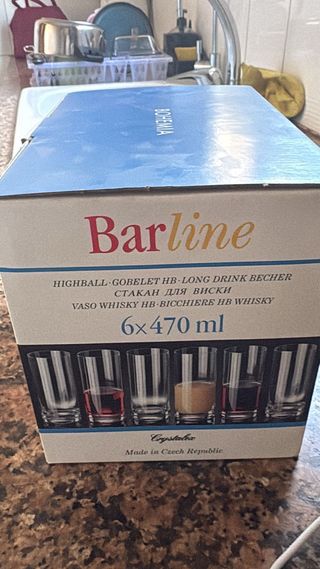 BOHEMIA
Barline
HIGHBALL·GOBELET HB·LONG DRINK BECHER
СТАКАН ДЛЯ ВИСКИ
VASO WHISKY HB·BICCHIERE HB WHISKY
6×470 ml
Crystalex
Made in Czech Republic